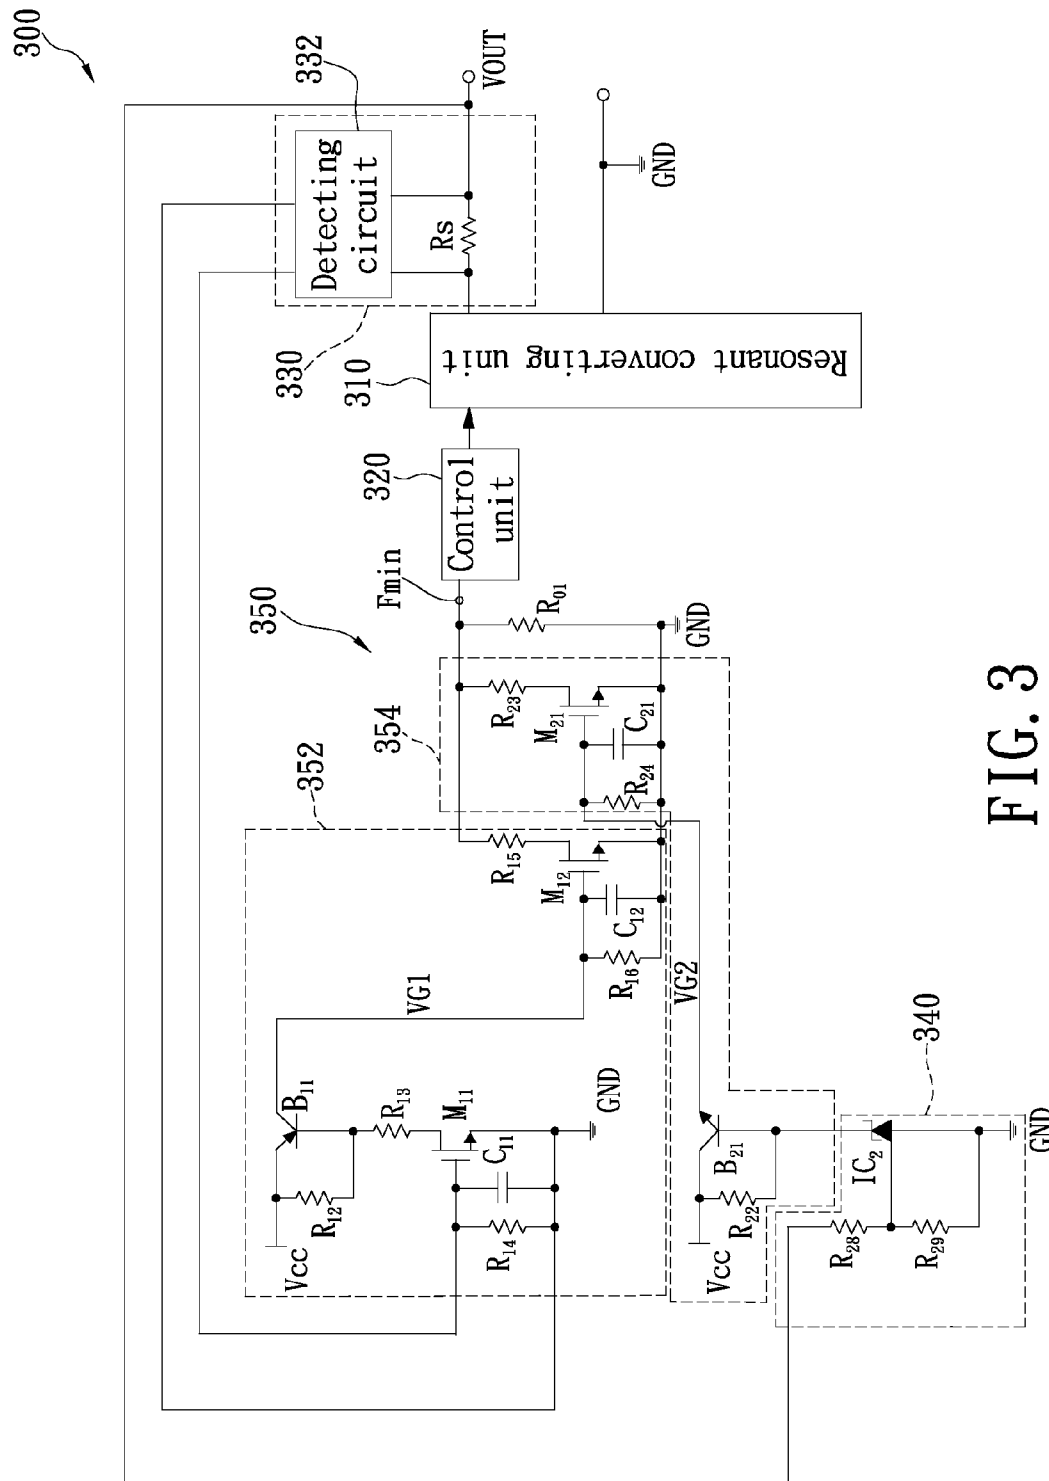 300
332
VOUT
Detecting
circuit
Rs
GND
330
310
Resonant converting unit
320
Control
unit
Fmin
350
R01
GND
354
R23
M21
C21
R24
352
R15
M12
C12
R16
VG1
VG2
B11
R13
M11
C11
GND
R12
R14
Vcc
B21
R22
Vcc
340
IC2
R28
R29
GND
FIG. 3